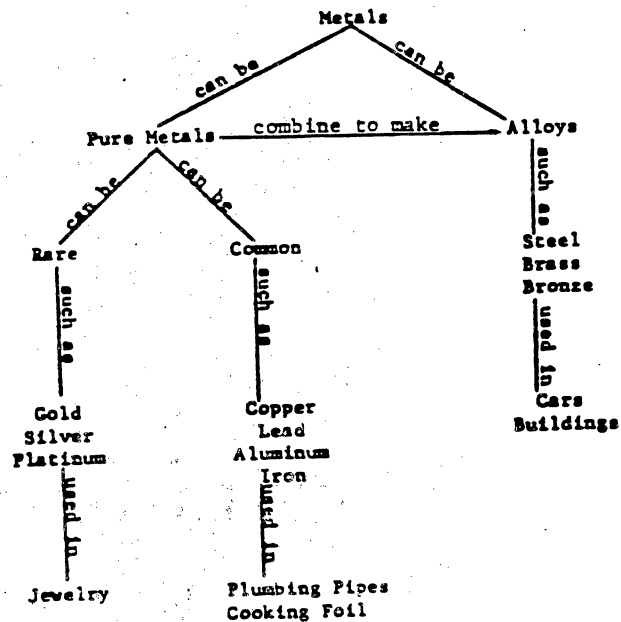 Metals
can be
can be
Pure Metals
combine to make
Alloys
can be
can be
such as
Rare
Common
Steel
Brass
Bronze
such as
such as
used in
Gold
Silver
Platinum
Copper
Lead
Aluminum
Iron
Cars
Buildings
used in
used in
Jewelry
Plumbing Pipes
Cooking Foil